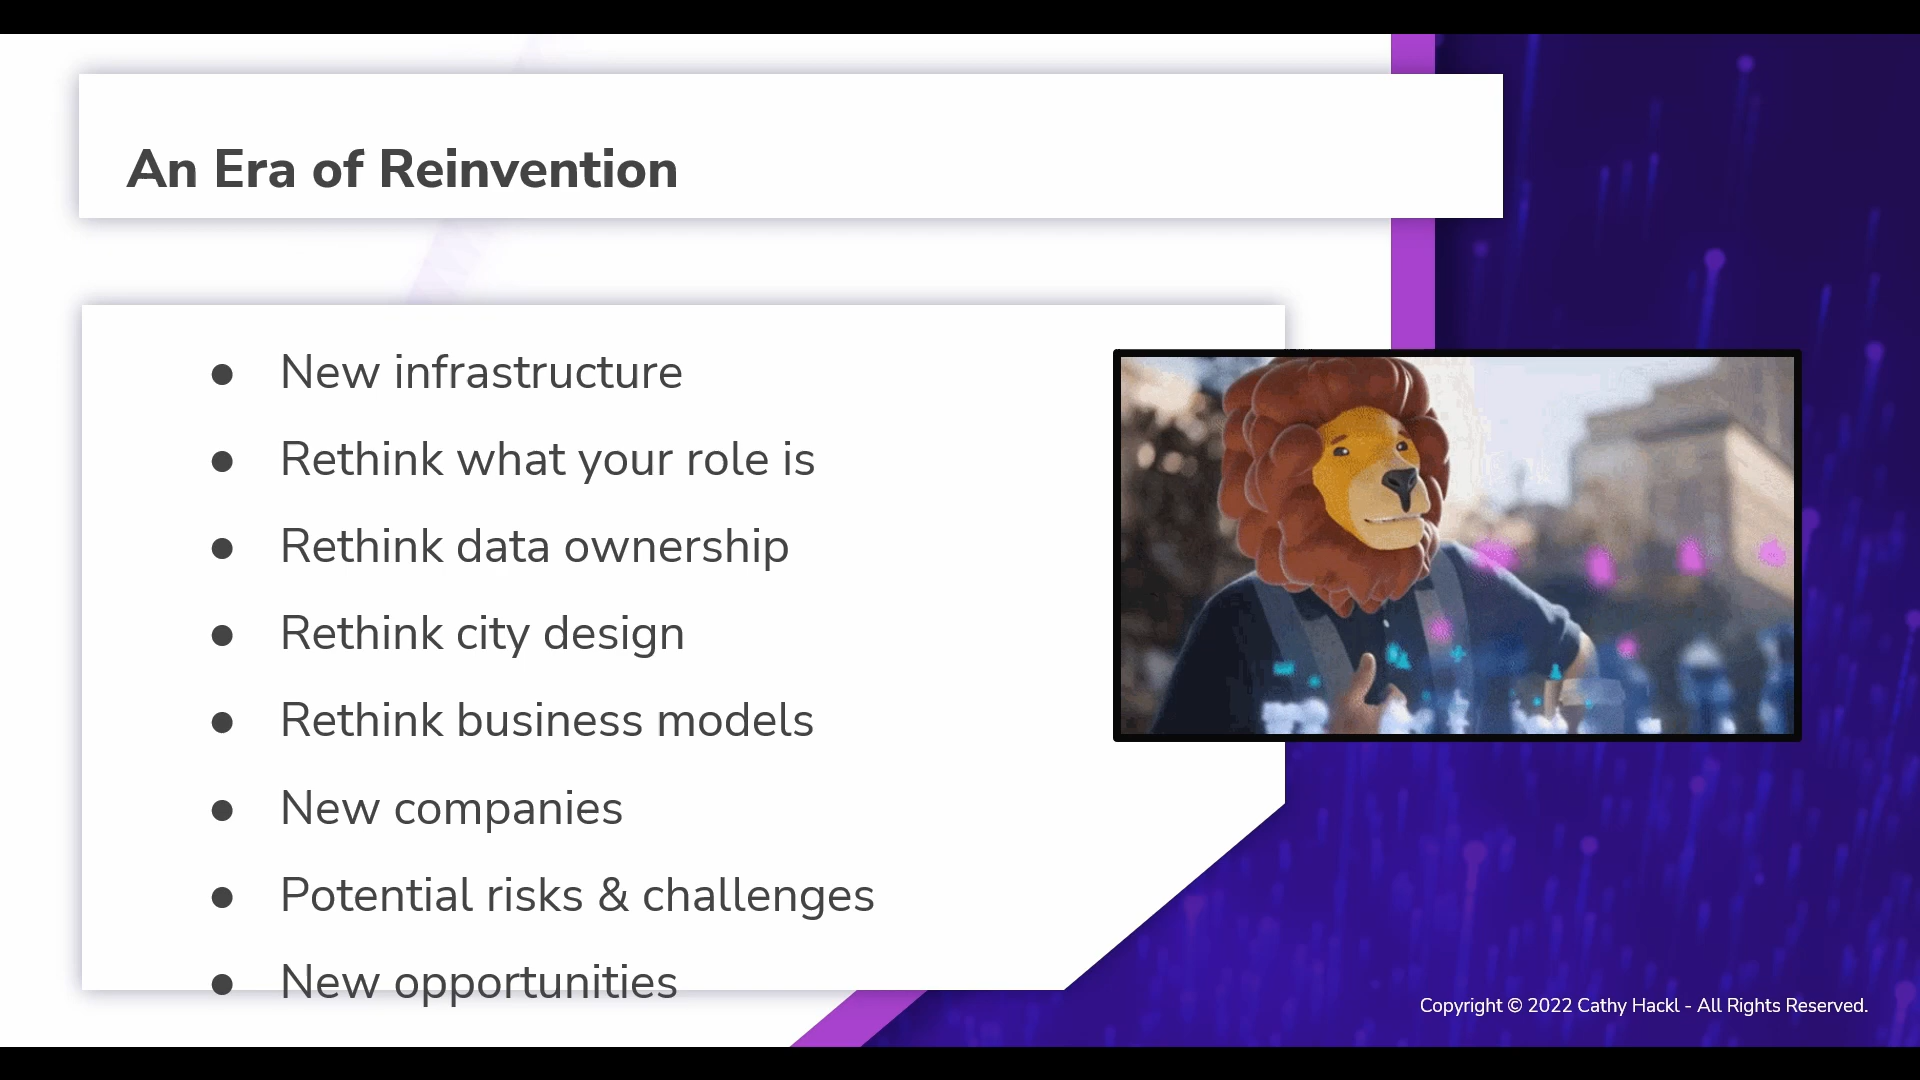 An Era of Reinvention
● New infrastructure
● Rethink what your role is
● Rethink data ownership
● Rethink city design
● Rethink business models
● New companies
● Potential risks & challenges
● New opportunities
Copyright © 2022 Cathy Hackl - All Rights Reserved.